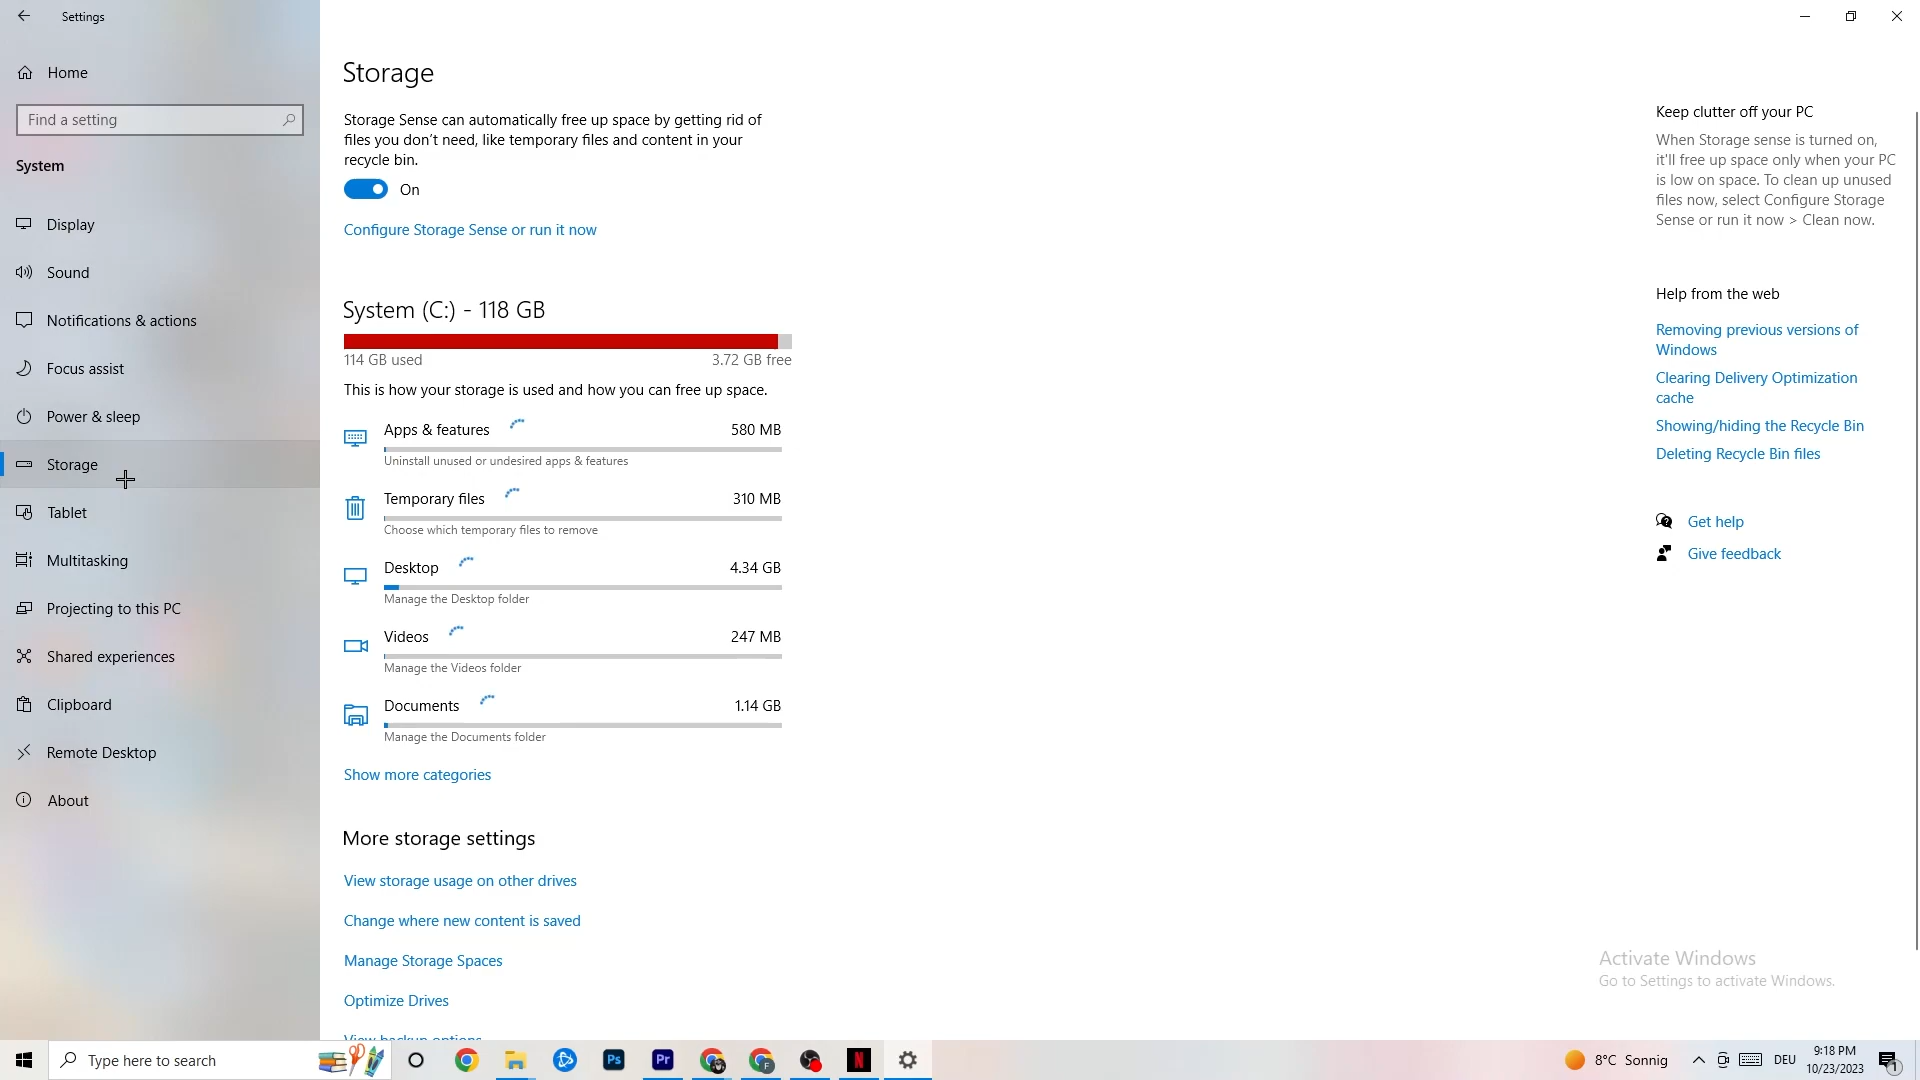 Settings
Home
Find a setting
System
Display
Sound
Notifications & actions
Focus assist
Power & sleep
Storage
Tablet
Multitasking
Projecting to this PC
Shared experiences
Clipboard
Remote Desktop
About
Storage
Storage Sense can automatically free up space by getting rid of
files you don't need, like temporary files and content in your
recycle bin.
On
Configure Storage Sense or run it now
System (C:) - 118 GB
114 GB used 3.72 GB free
This is how your storage is used and how you can free up space.
Apps & features 580 MB
Uninstall unused or undesired apps & features
Temporary files 310 MB
Choose which temporary files to remove
Desktop 4.34 GB
Manage the Desktop folder
Videos 247 MB
Manage the Videos folder
Documents 1.14 GB
Manage the Documents folder
Show more categories
More storage settings
View storage usage on other drives
Change where new content is saved
Manage Storage Spaces
Optimize Drives
View backup options
Keep clutter off your PC
When Storage sense is turned on,
it'll free up space only when your PC
is low on space. To clean up unused
files now, select Configure Storage
Sense or run it now > Clean now.
Help from the web
Removing previous versions of
Windows
Clearing Delivery Optimization
cache
Showing/hiding the Recycle Bin
Deleting Recycle Bin files
Get help
Give feedback
Activate Windows
Go to Settings to activate Windows.
Type here to search
Ps
Pr
F
N
8°C Sonnig
DEU
9:18 PM
10/23/2023
1